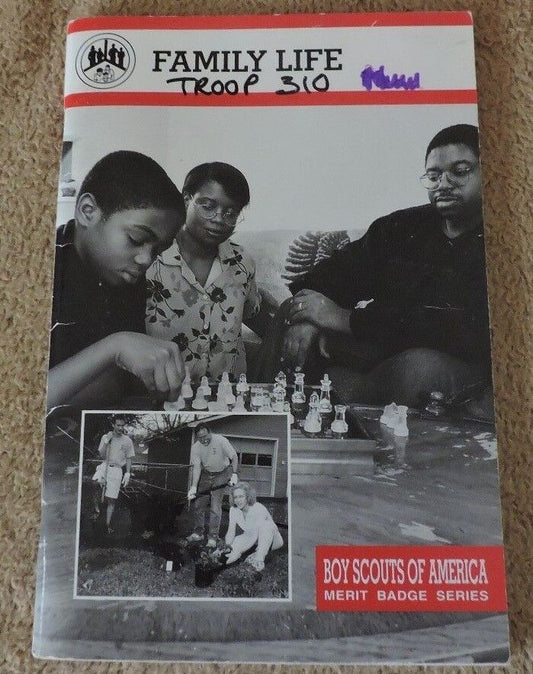 FAMILY LIFE
TROOP 310
BOY SCOUTS OF AMERICA
MERIT BADGE SERIES